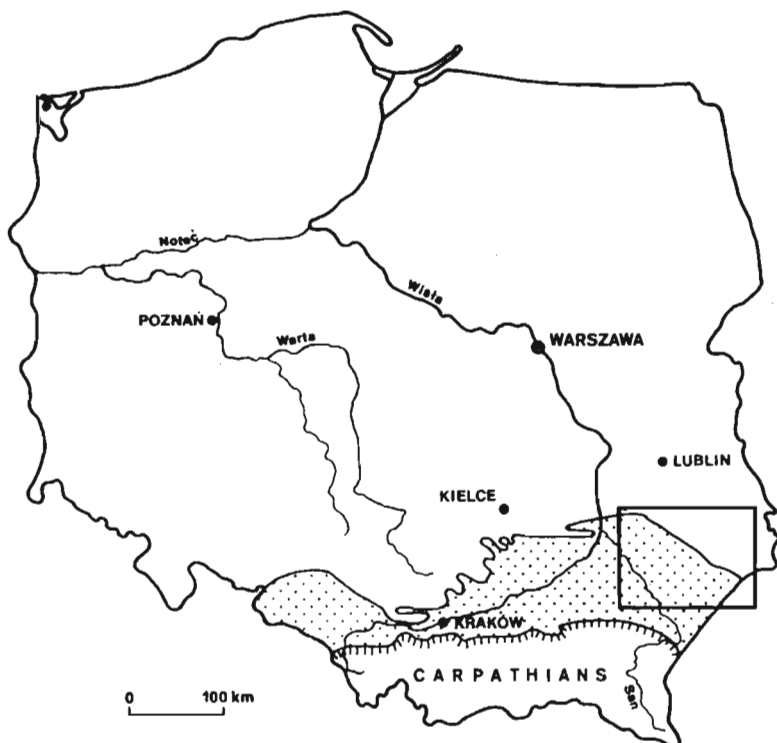 Noteć
Wisła
POZNAŃ
Warta
WARSZAWA
LUBLIN
KIELCE
KRAKÓW
CARPATHIANS
San
0 100 km